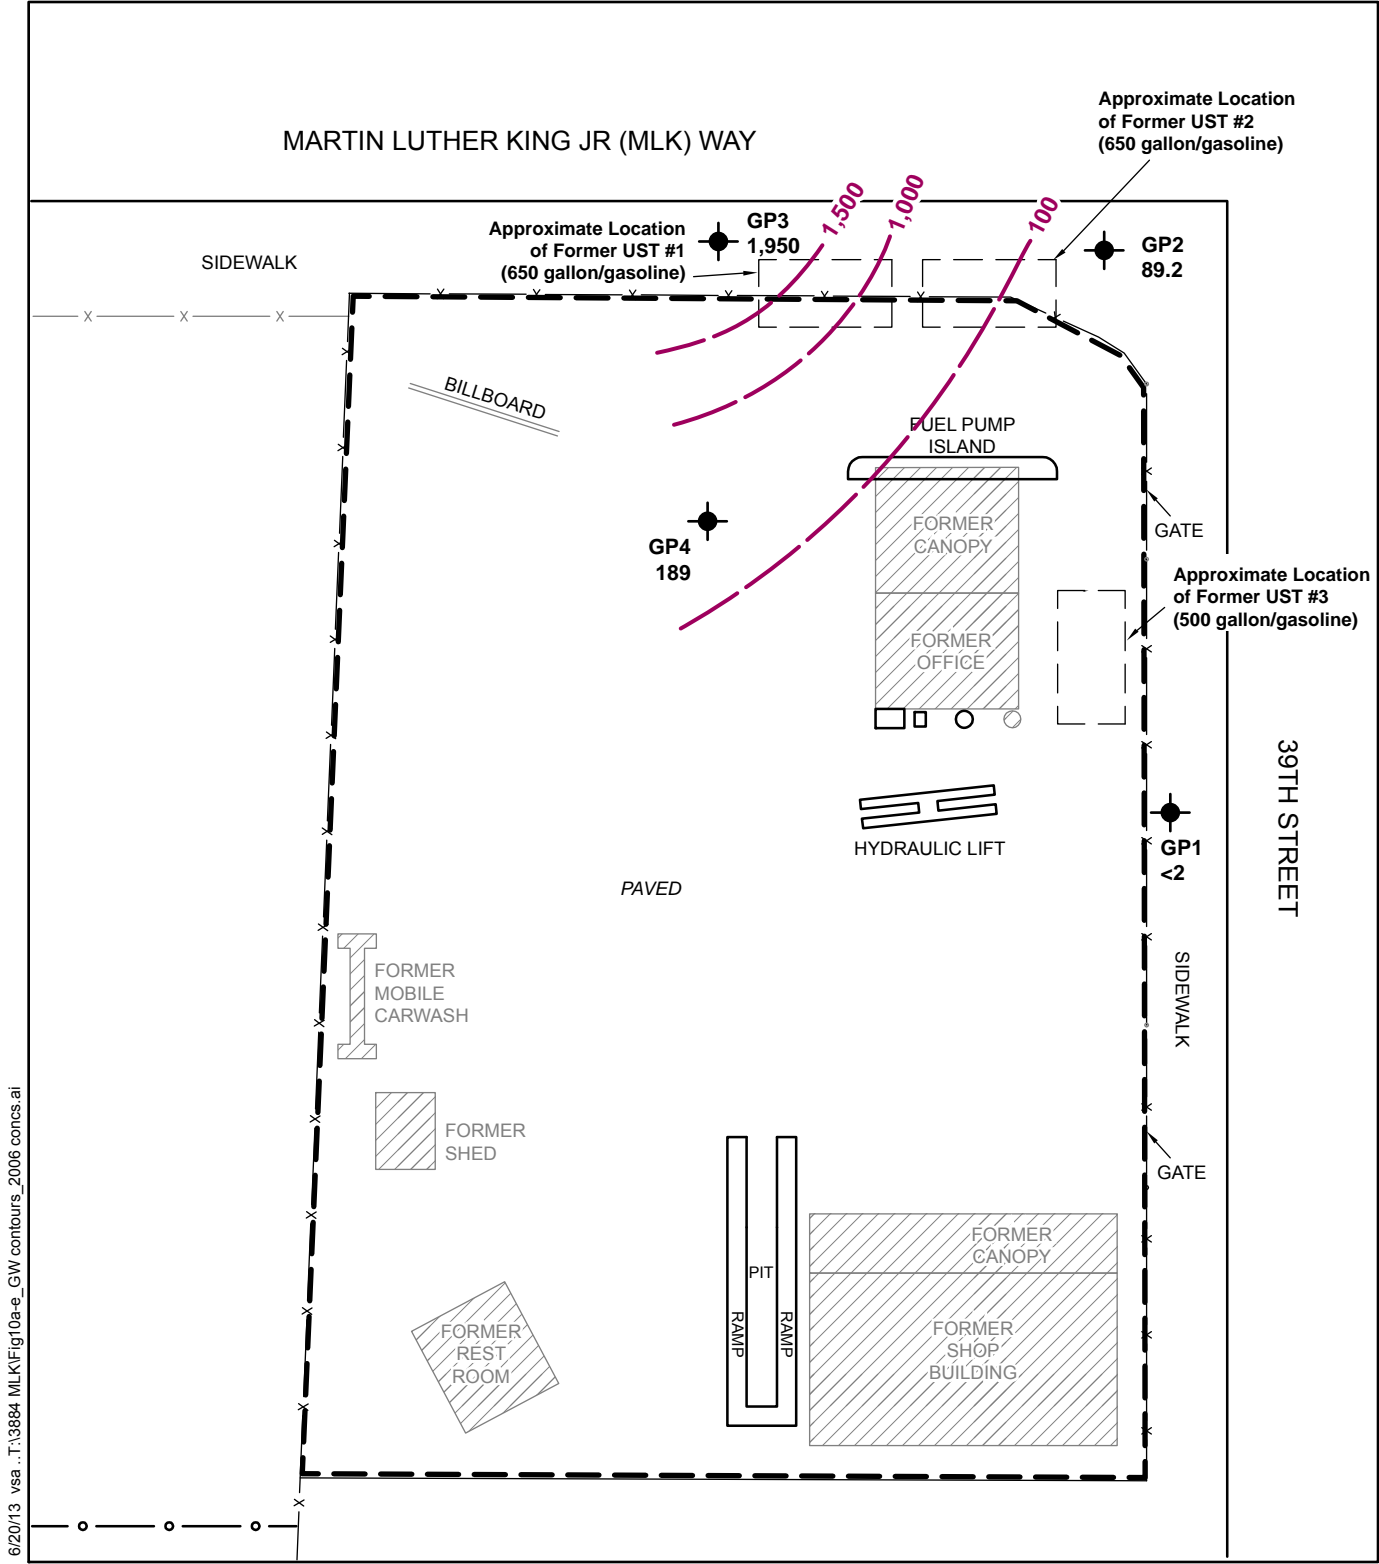 Approximate Location
of Former UST #2
(650 gallon/gasoline)
MARTIN LUTHER KING JR (MLK) WAY
1,500
1,000
100
Approximate Location
of Former UST #1
(650 gallon/gasoline)
GP3
1,950
GP2
89.2
SIDEWALK
X X X
BILLBOARD
FUEL PUMP
ISLAND
FORMER
CANOPY
GATE
GP4
189
Approximate Location
of Former UST #3
(500 gallon/gasoline)
FORMER
OFFICE
39TH STREET
HYDRAULIC LIFT
GP1
<2
PAVED
SIDEWALK
FORMER
MOBILE
CARWASH
FORMER
SHED
GATE
FORMER
CANOPY
PIT
RAMP
RAMP
FORMER
SHOP
BUILDING
FORMER
REST
ROOM
6/20/13 vsa ..T:\3884 MLK\Fig10a-e_GW contours_2006 concs.ai